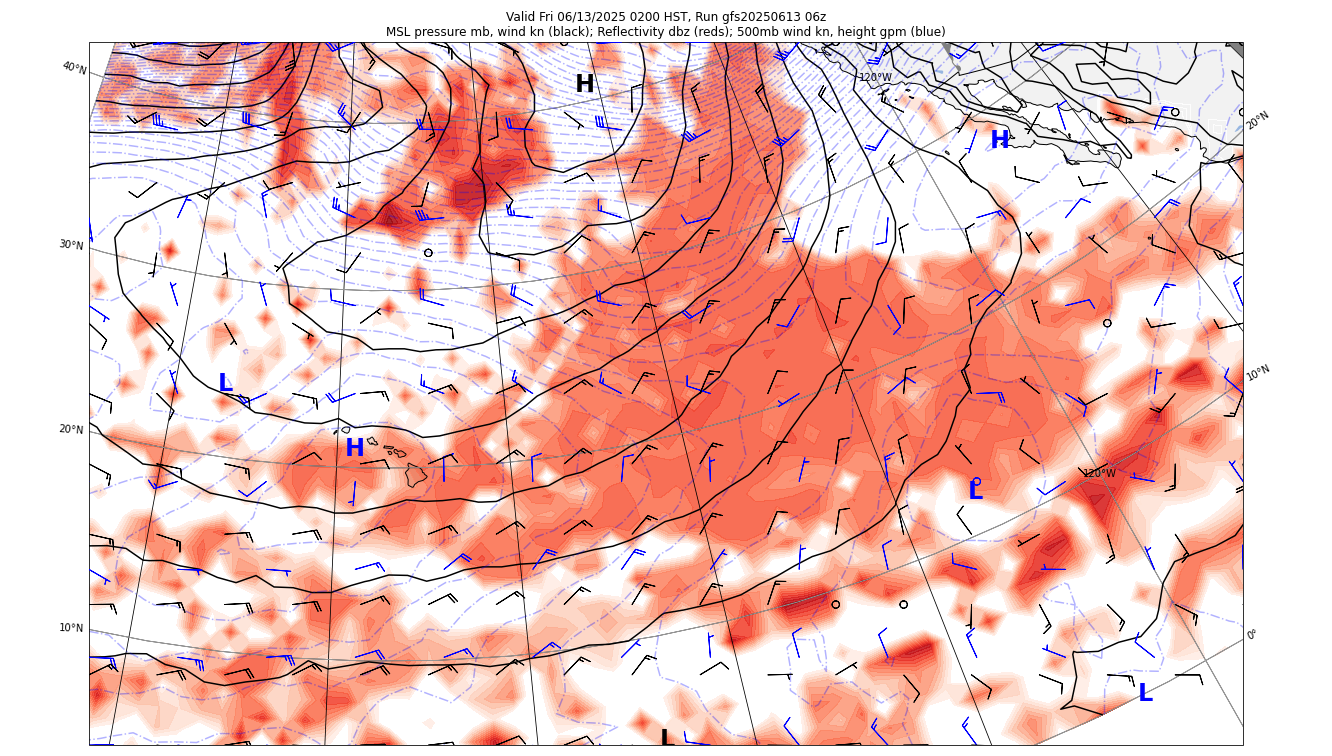 Valid Fri 06/13/2025 0200 HST, Run gfs20250613 06z
MSL pressure mb, wind kn (black); Reflectivity dbz (reds); 500mb wind kn, height gpm (blue)
40°N
H
120°W
H
20°N
30°N
L
10°N
20°N
H
120°W
L
10°N
0°
L
L